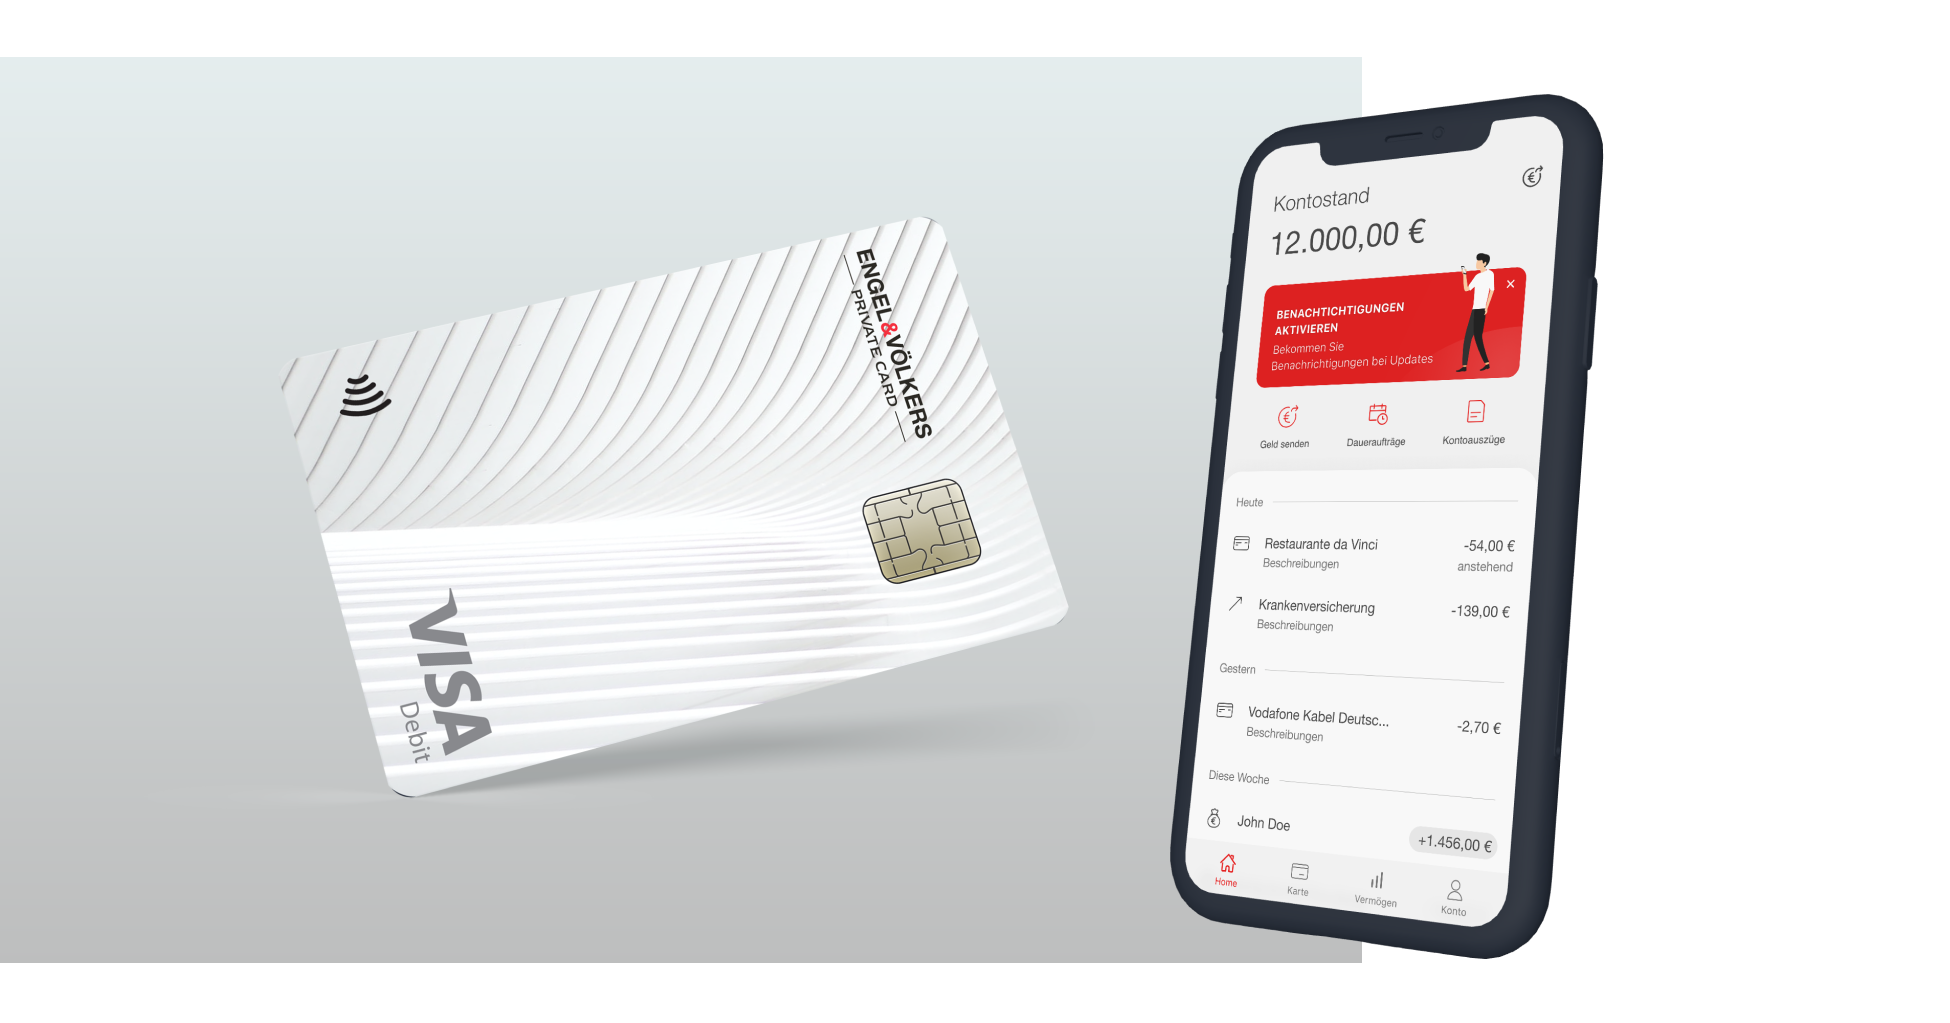 ENGEL&VÖLKERS
PRIVATE CARD
VISA
Debit
Kontostand
12.000,00 €
BENACHTICHTIGUNGEN
AKTIVIEREN
Bekommen Sie
Benachrichtigungen bei Updates
Geld senden
Daueraufträge
Kontoauszüge
Heute
Restaurante da Vinci -54,00 €
Beschreibungen anstehend
Krankenversicherung -139,00 €
Beschreibungen
Gestern
Vodafone Kabel Deutsc... -2,70 €
Beschreibungen
Diese Woche
John Doe +1.456,00 €
Home Karte Vermögen Konto